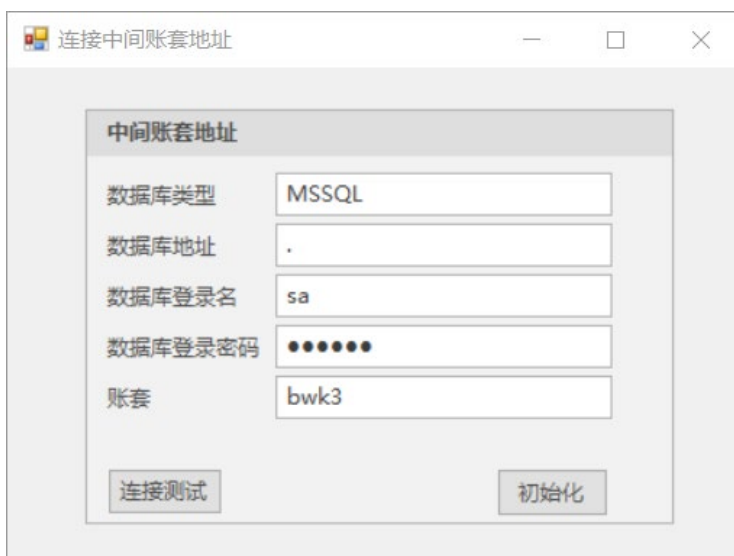 连接中间账套地址
中间账套地址
数据库类型 MSSQL
数据库地址 .
数据库登录名 sa
数据库登录密码 ●●●●●●
账套 bwk3
连接测试 初始化